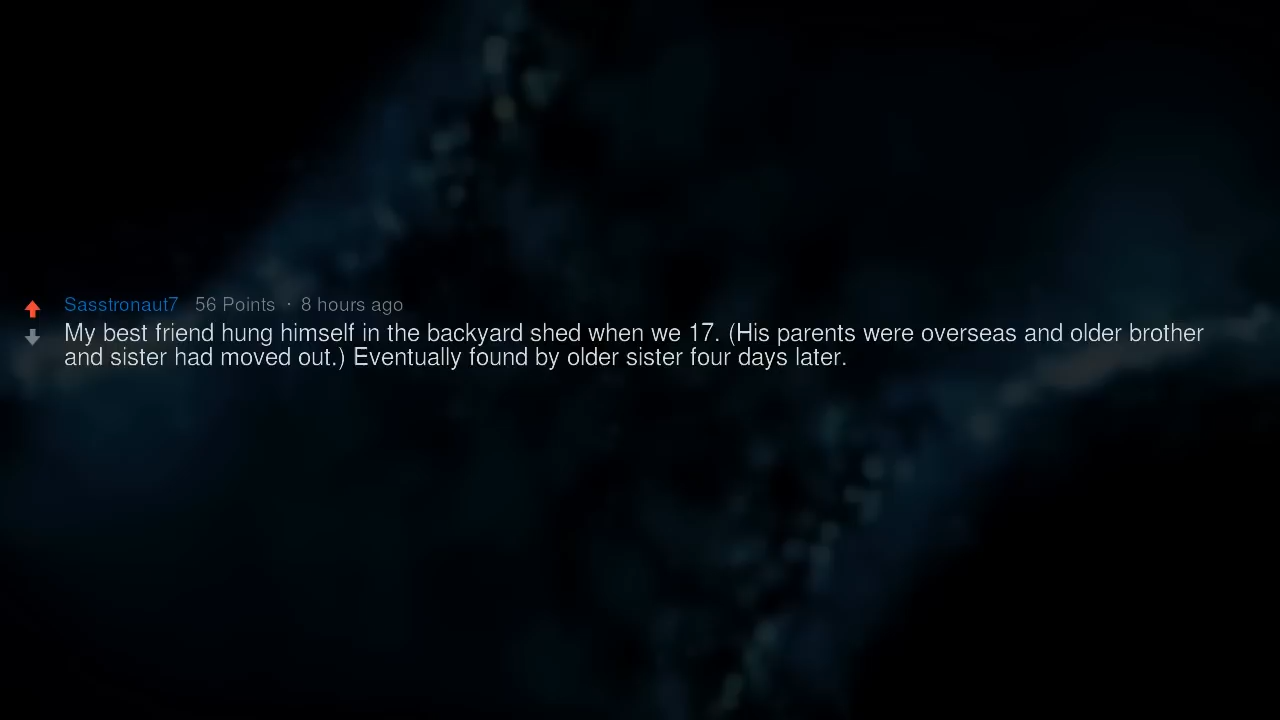 Sasstronaut7 56 Points · 8 hours ago
My best friend hung himself in the backyard shed when we 17. (His parents were overseas and older brother
and sister had moved out.) Eventually found by older sister four days later.